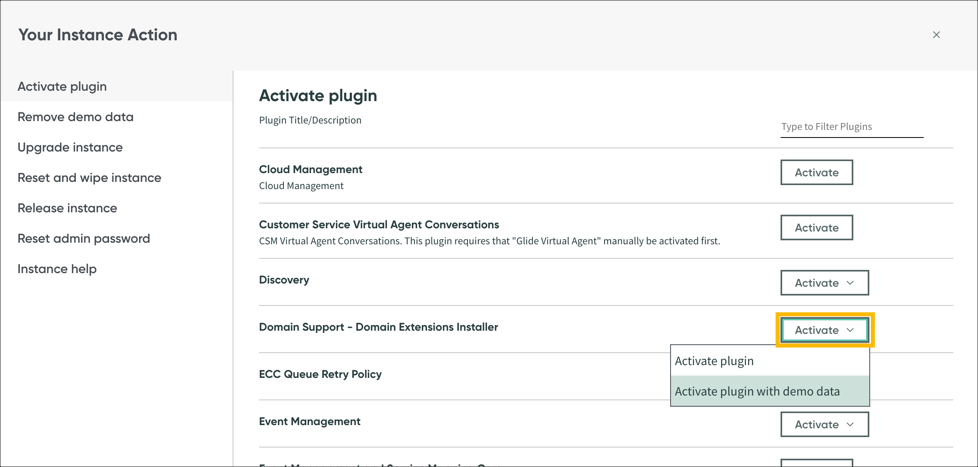 Your Instance Action
Activate plugin
Remove demo data
Upgrade instance
Reset and wipe instance
Release instance
Reset admin password
Instance help
Activate plugin
Plugin Title/Description
Type to Filter Plugins
Cloud Management
Cloud Management
Activate
Customer Service Virtual Agent Conversations
CSM Virtual Agent Conversations. This plugin requires that "Glide Virtual Agent" manually be activated first.
Activate
Discovery
Activate
Domain Support - Domain Extensions Installer
Activate
Activate plugin
Activate plugin with demo data
ECC Queue Retry Policy
Event Management
Activate